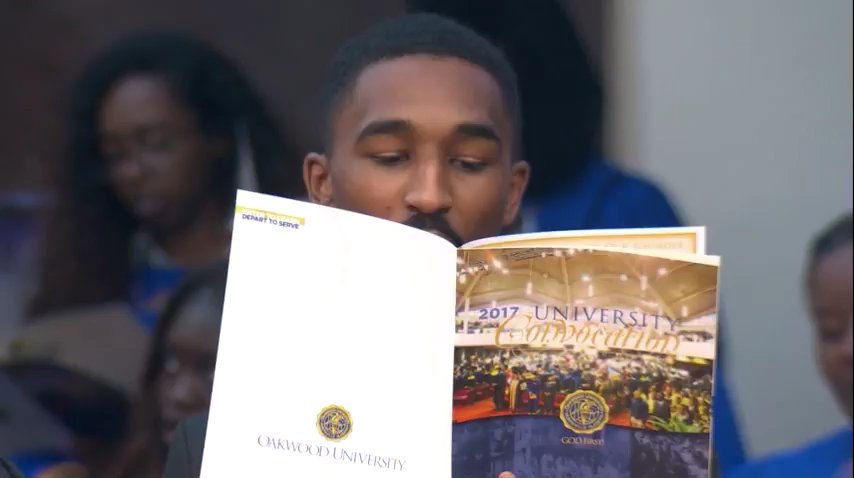 DEPART TO SERVE
OAKWOOD UNIVERSITY
2017 UNIVERSITY
Convocation
GOD FIRST!